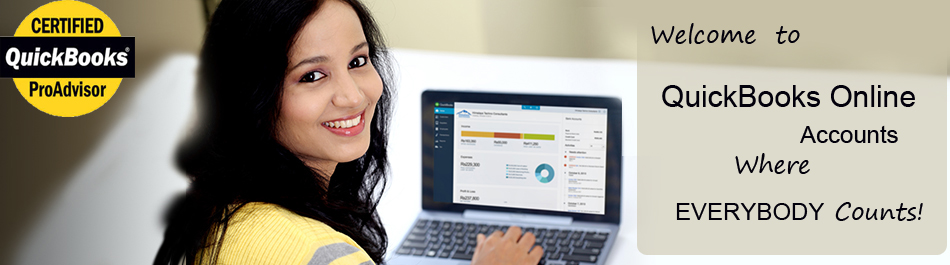 CERTIFIED
QuickBooks®
ProAdvisor
Welcome to
QuickBooks Online
Accounts
Where
EVERYBODY Counts!